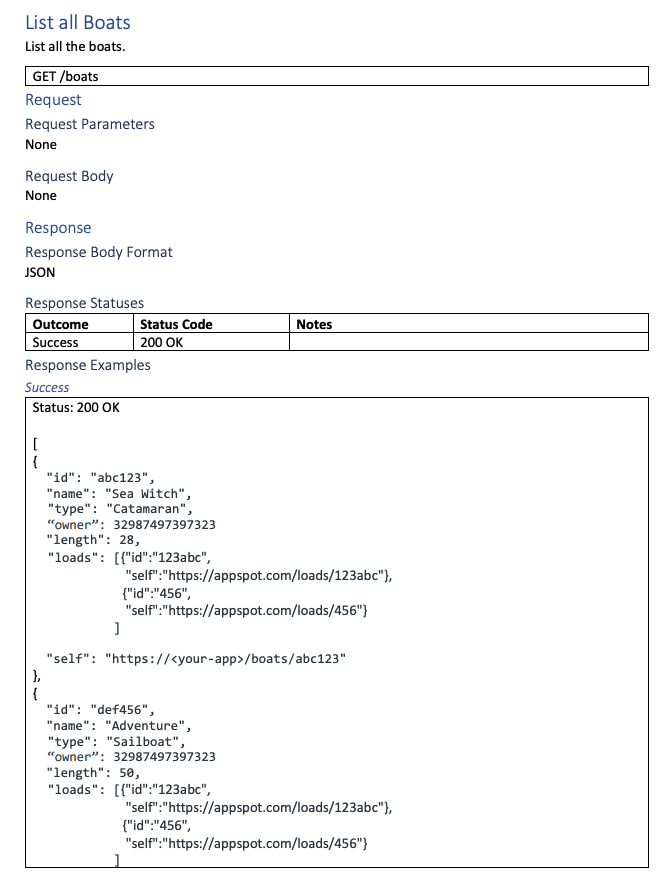 List all Boats
List all the boats.
GET /boats
Request
Request Parameters
None
Request Body
None
Response
Response Body Format
JSON
Response Statuses
Outcome Status Code Notes
Success 200 OK
Response Examples
Success
Status: 200 OK
[
{
"id": "abc123",
"name": "Sea Witch",
"type": "Catamaran",
“owner”: 32987497397323
"length": 28,
"loads": [{"id":"123abc",
"self":"https://appspot.com/loads/123abc"},
{"id":"456",
"self":"https://appspot.com/loads/456"}
]
"self": "https://<your-app>/boats/abc123"
},
{
"id": "def456",
"name": "Adventure",
"type": "Sailboat",
“owner”: 32987497397323
"length": 50,
"loads": [{"id":"123abc",
"self":"https://appspot.com/loads/123abc"},
{"id":"456",
"self":"https://appspot.com/loads/456"}
]